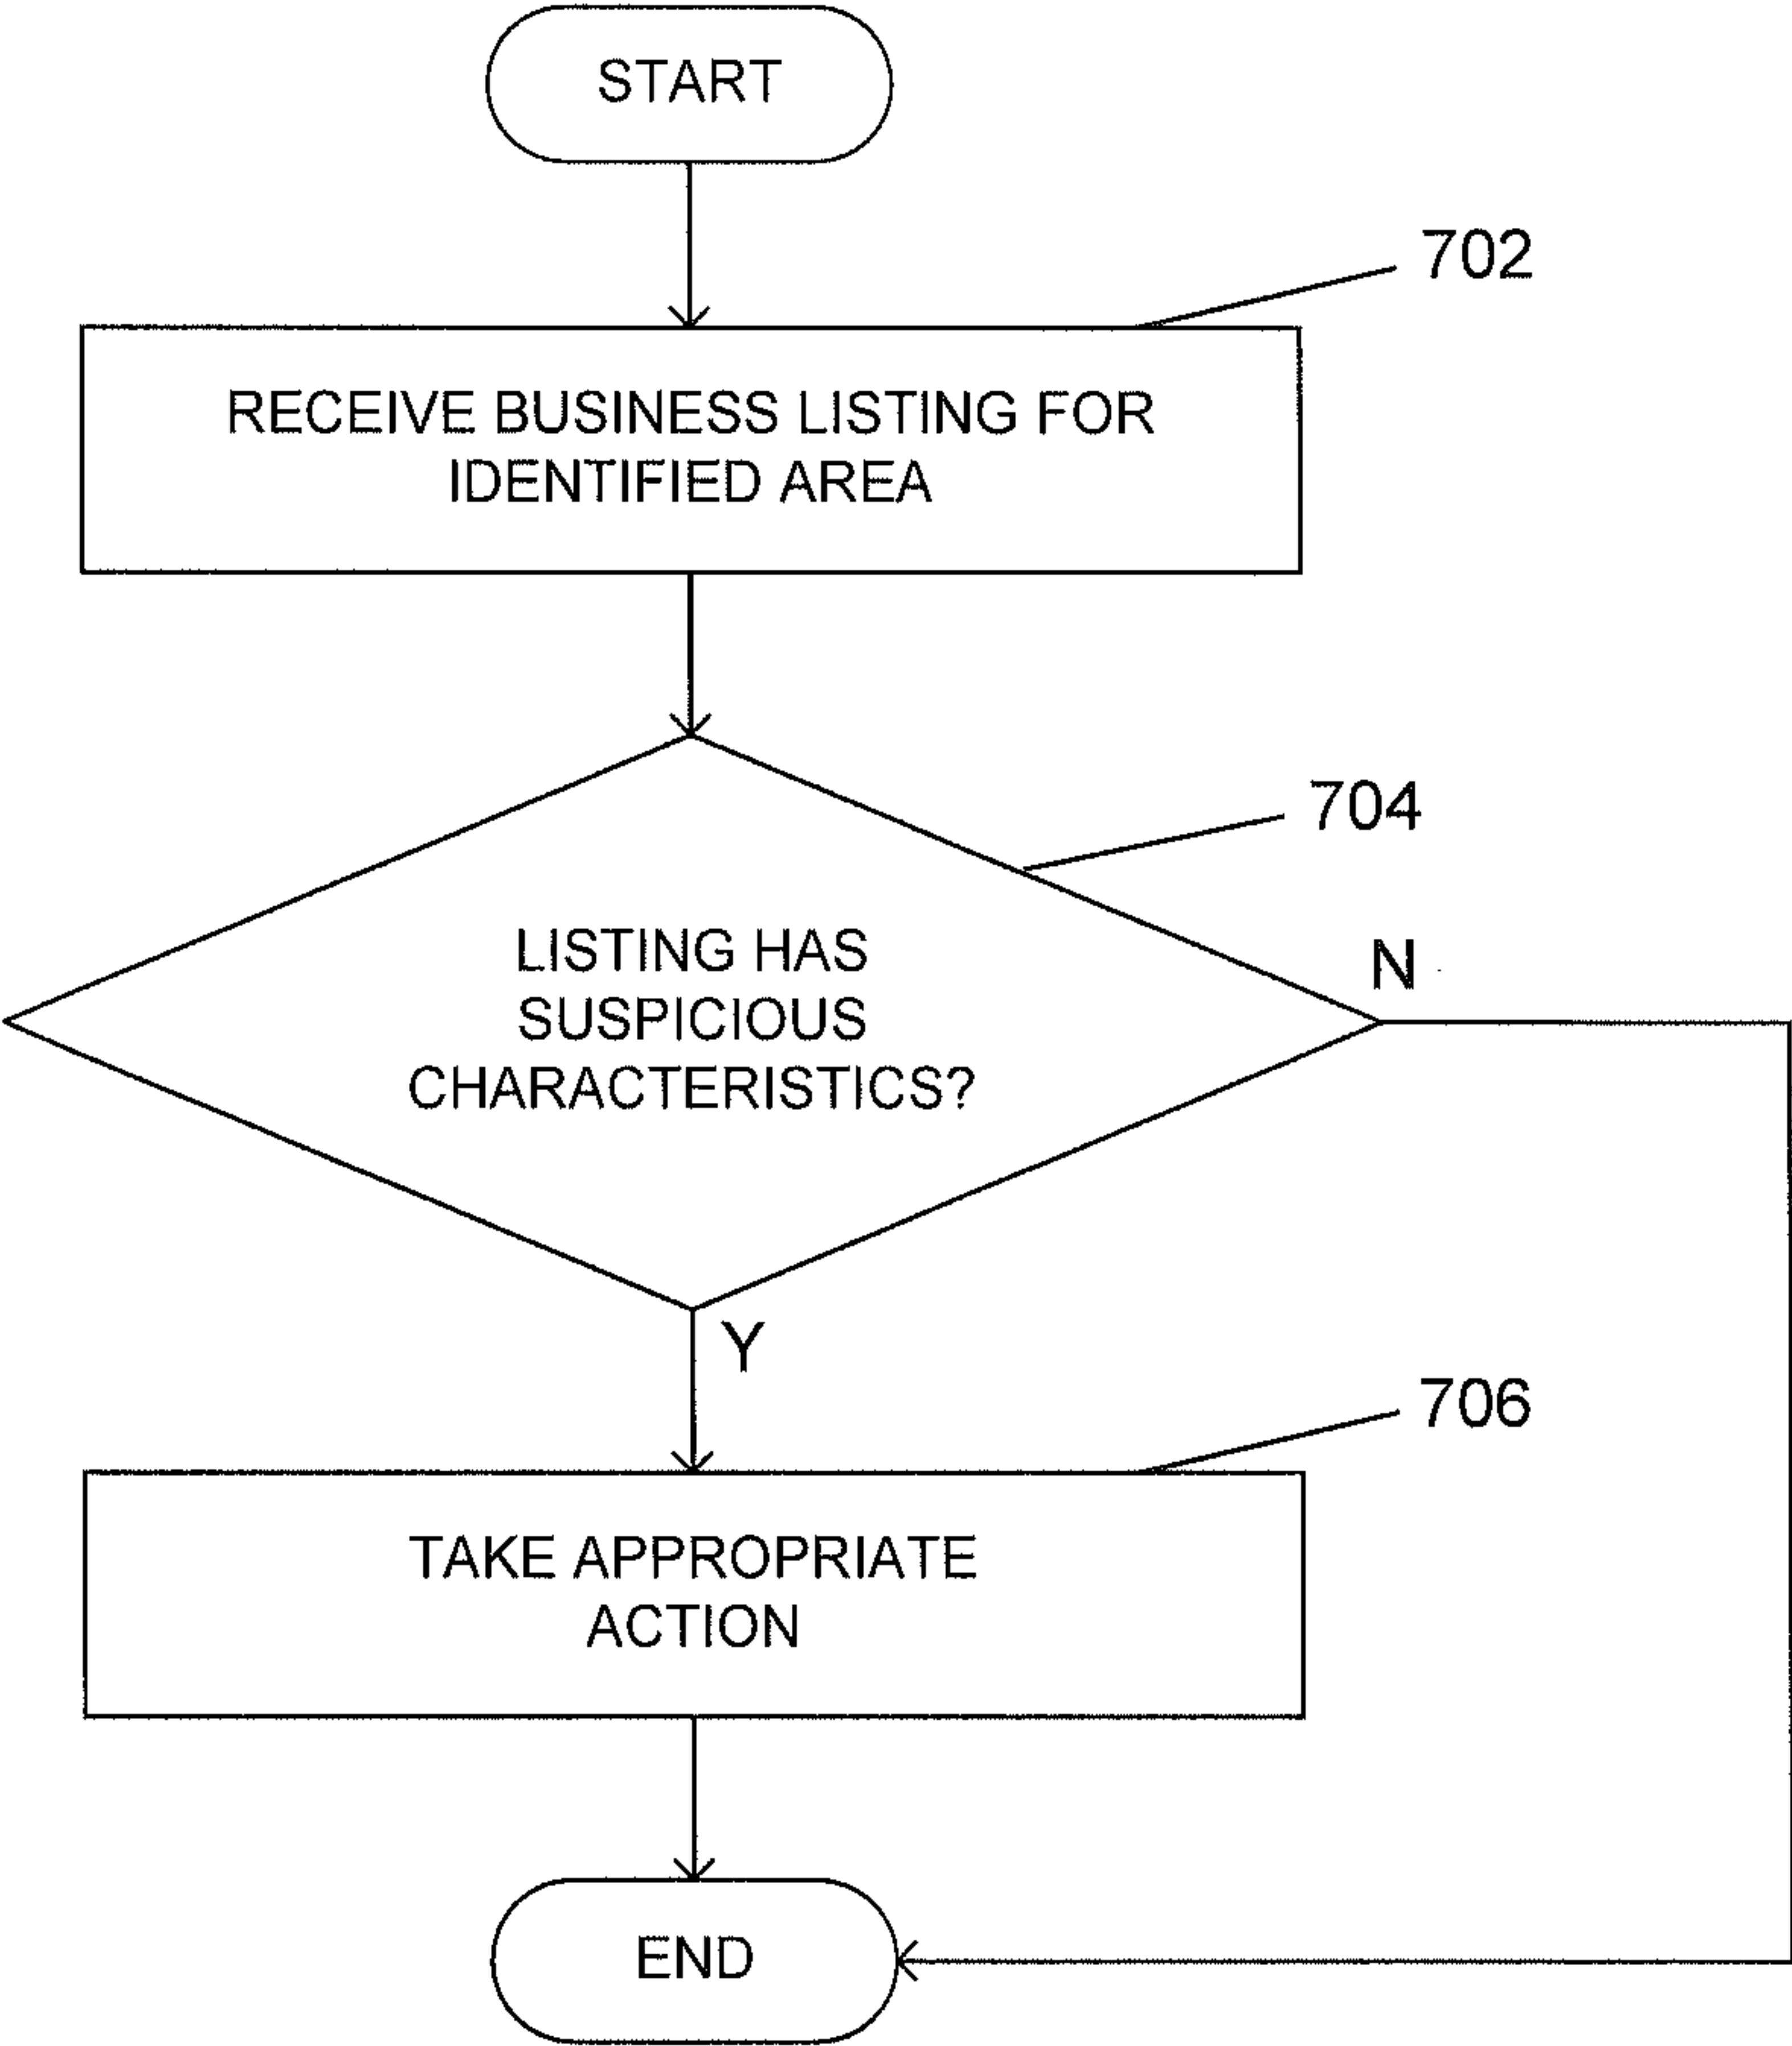 START
702
RECEIVE BUSINESS LISTING FOR
IDENTIFIED AREA
704
LISTING HAS
SUSPICIOUS
CHARACTERISTICS?
N
Y
706
TAKE APPROPRIATE
ACTION
END